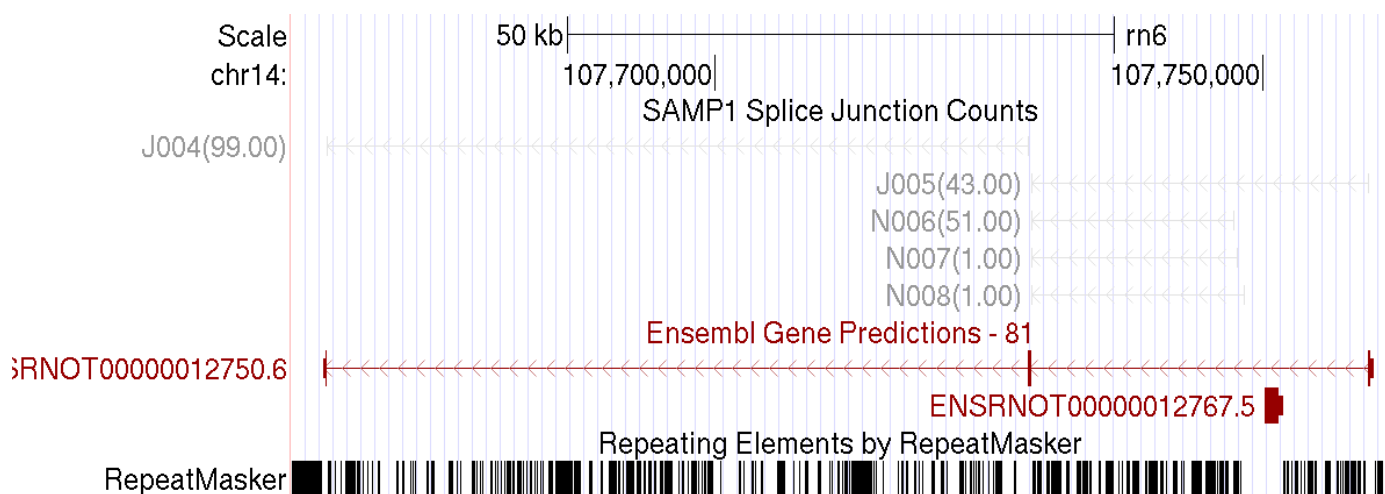 Scale 50 kb rn6
chr14: 107,700,000 107,750,000
SAMP1 Splice Junction Counts
J004(99.00)
J005(43.00)
N006(51.00)
N007(1.00)
N008(1.00)
Ensembl Gene Predictions - 81
SRNOT00000012750.6
ENSRNOT00000012767.5
Repeating Elements by RepeatMasker
RepeatMasker